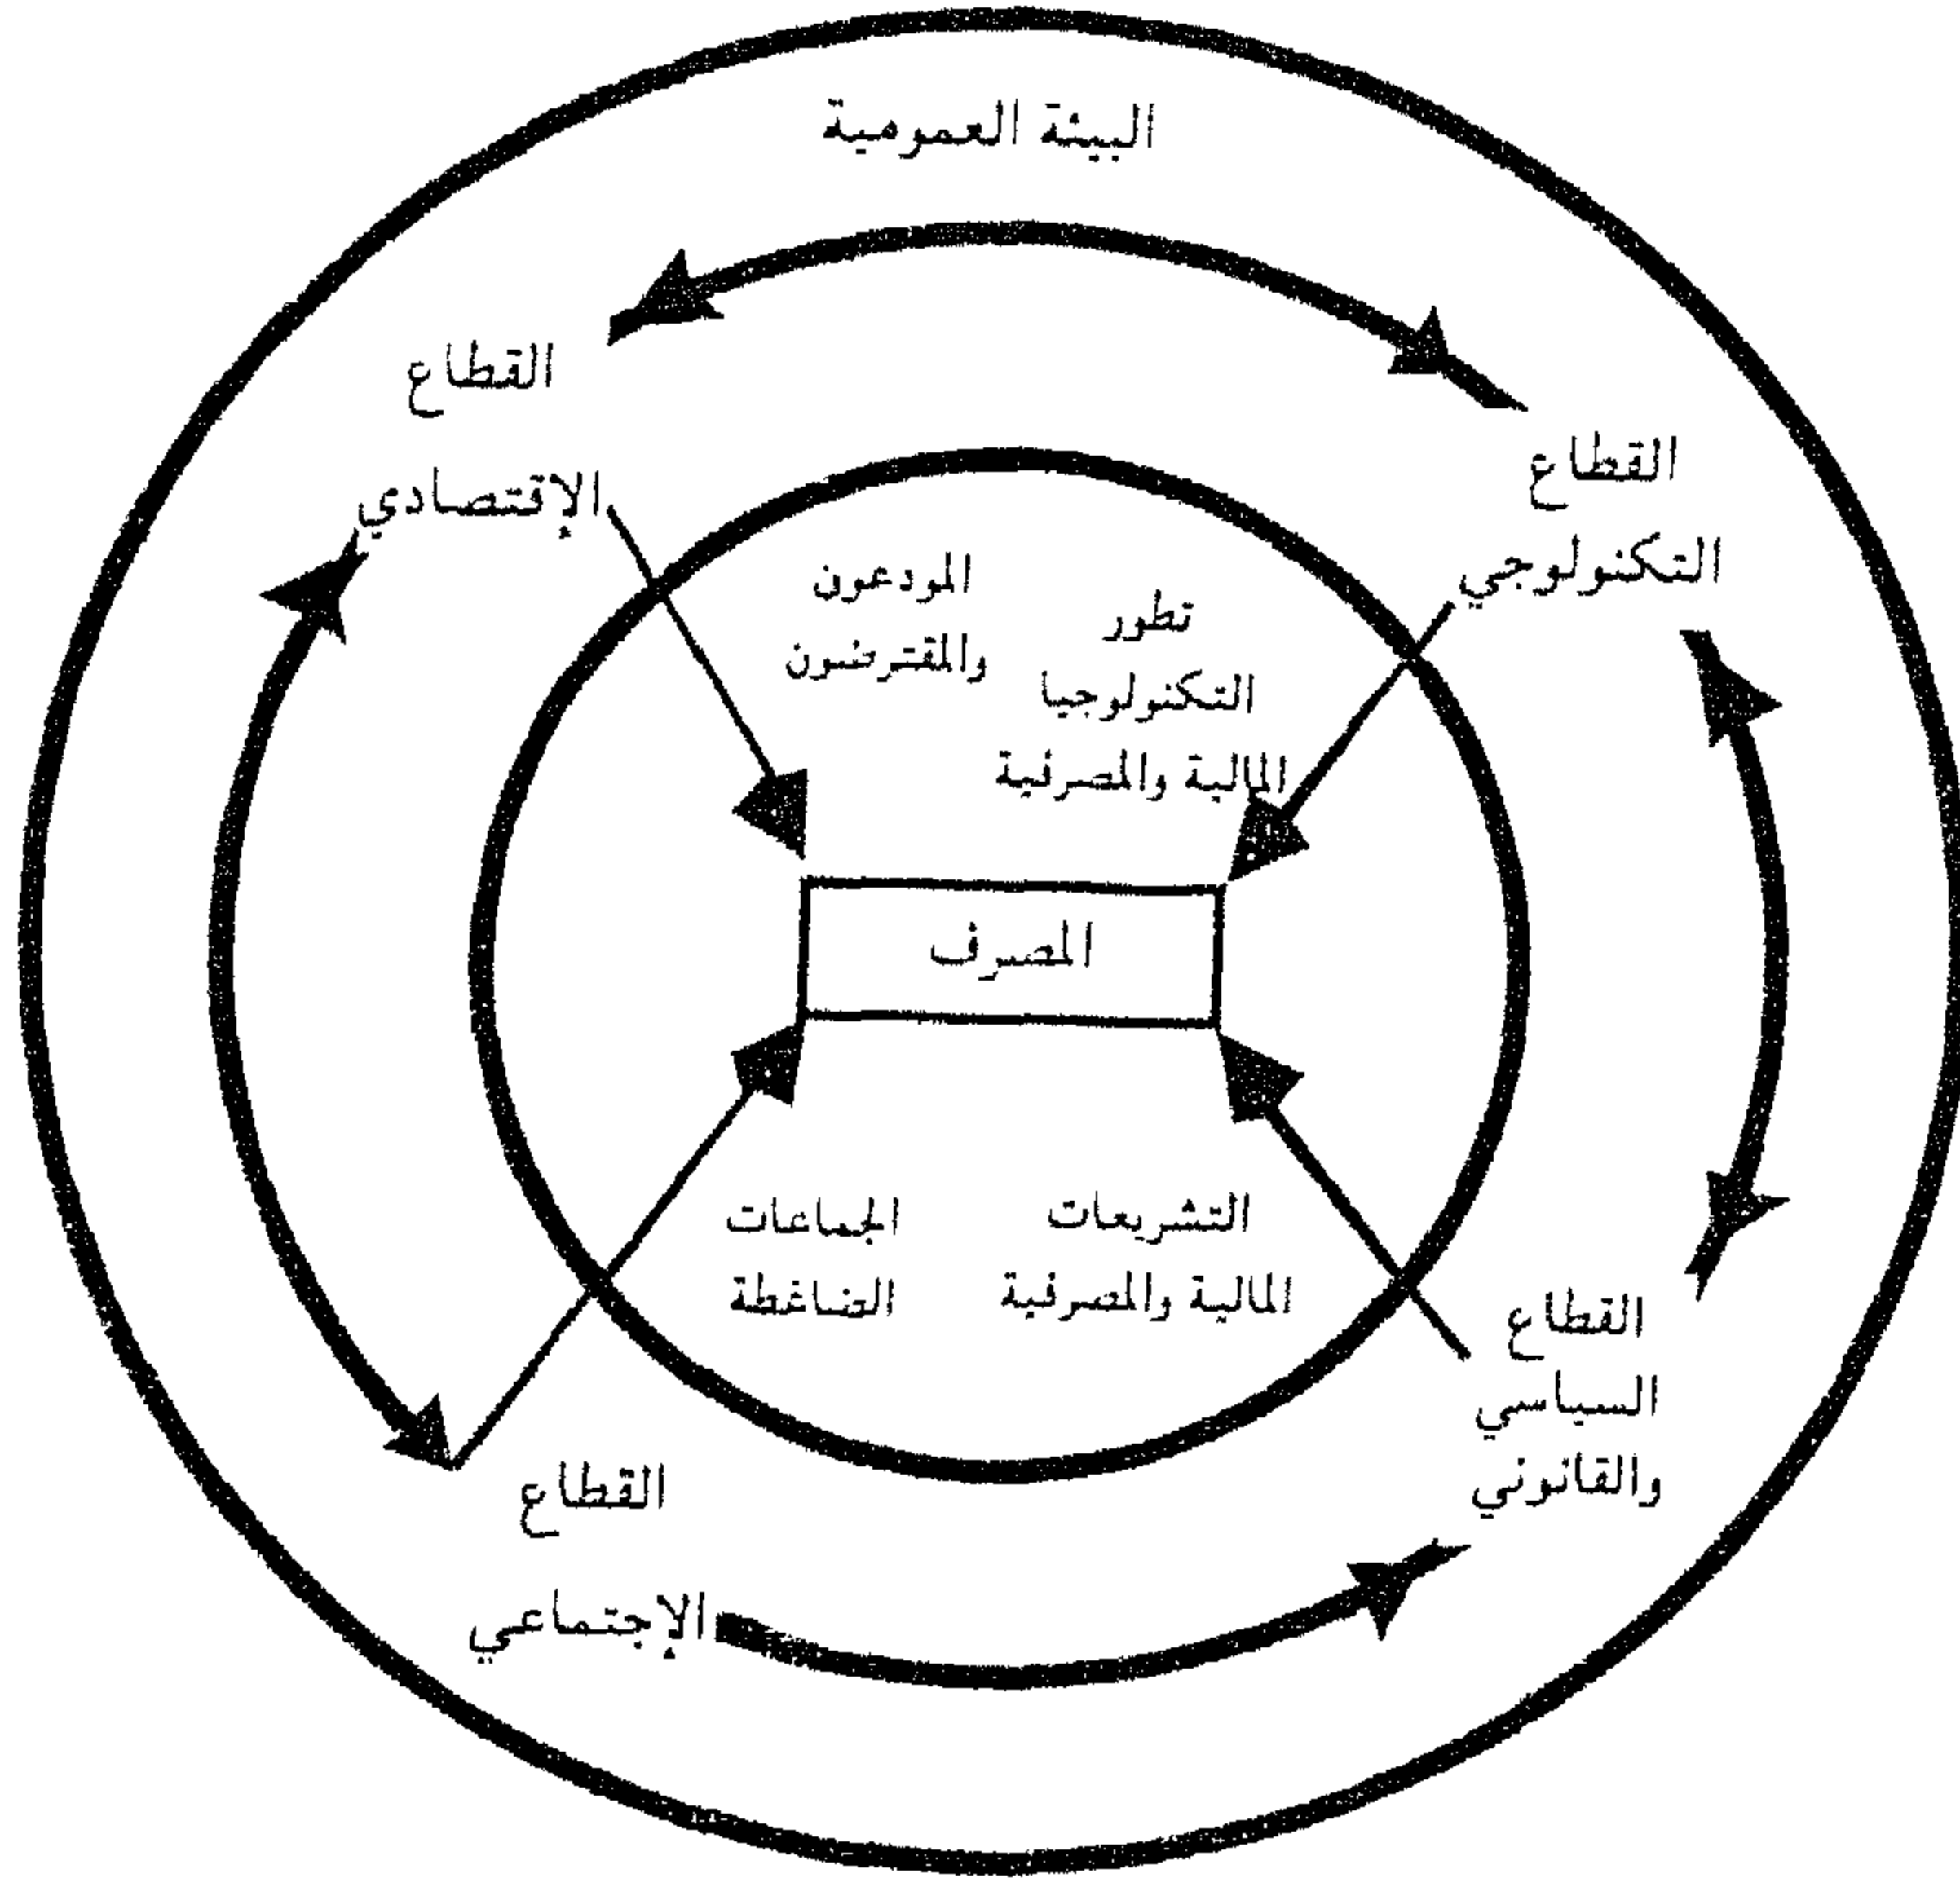 البيئة العمومية
القطاع
التكنولوجي
القطاع
الإقتصادي
المودعون
والمقترضون
تطور
التكنولوجيا
المالية والمصرفية
المصرف
التشريعات
المالية والمصرفية
الجماعات
الضاغطة
القطاع
السياسي
والقانوني
القطاع
الإجتماعي